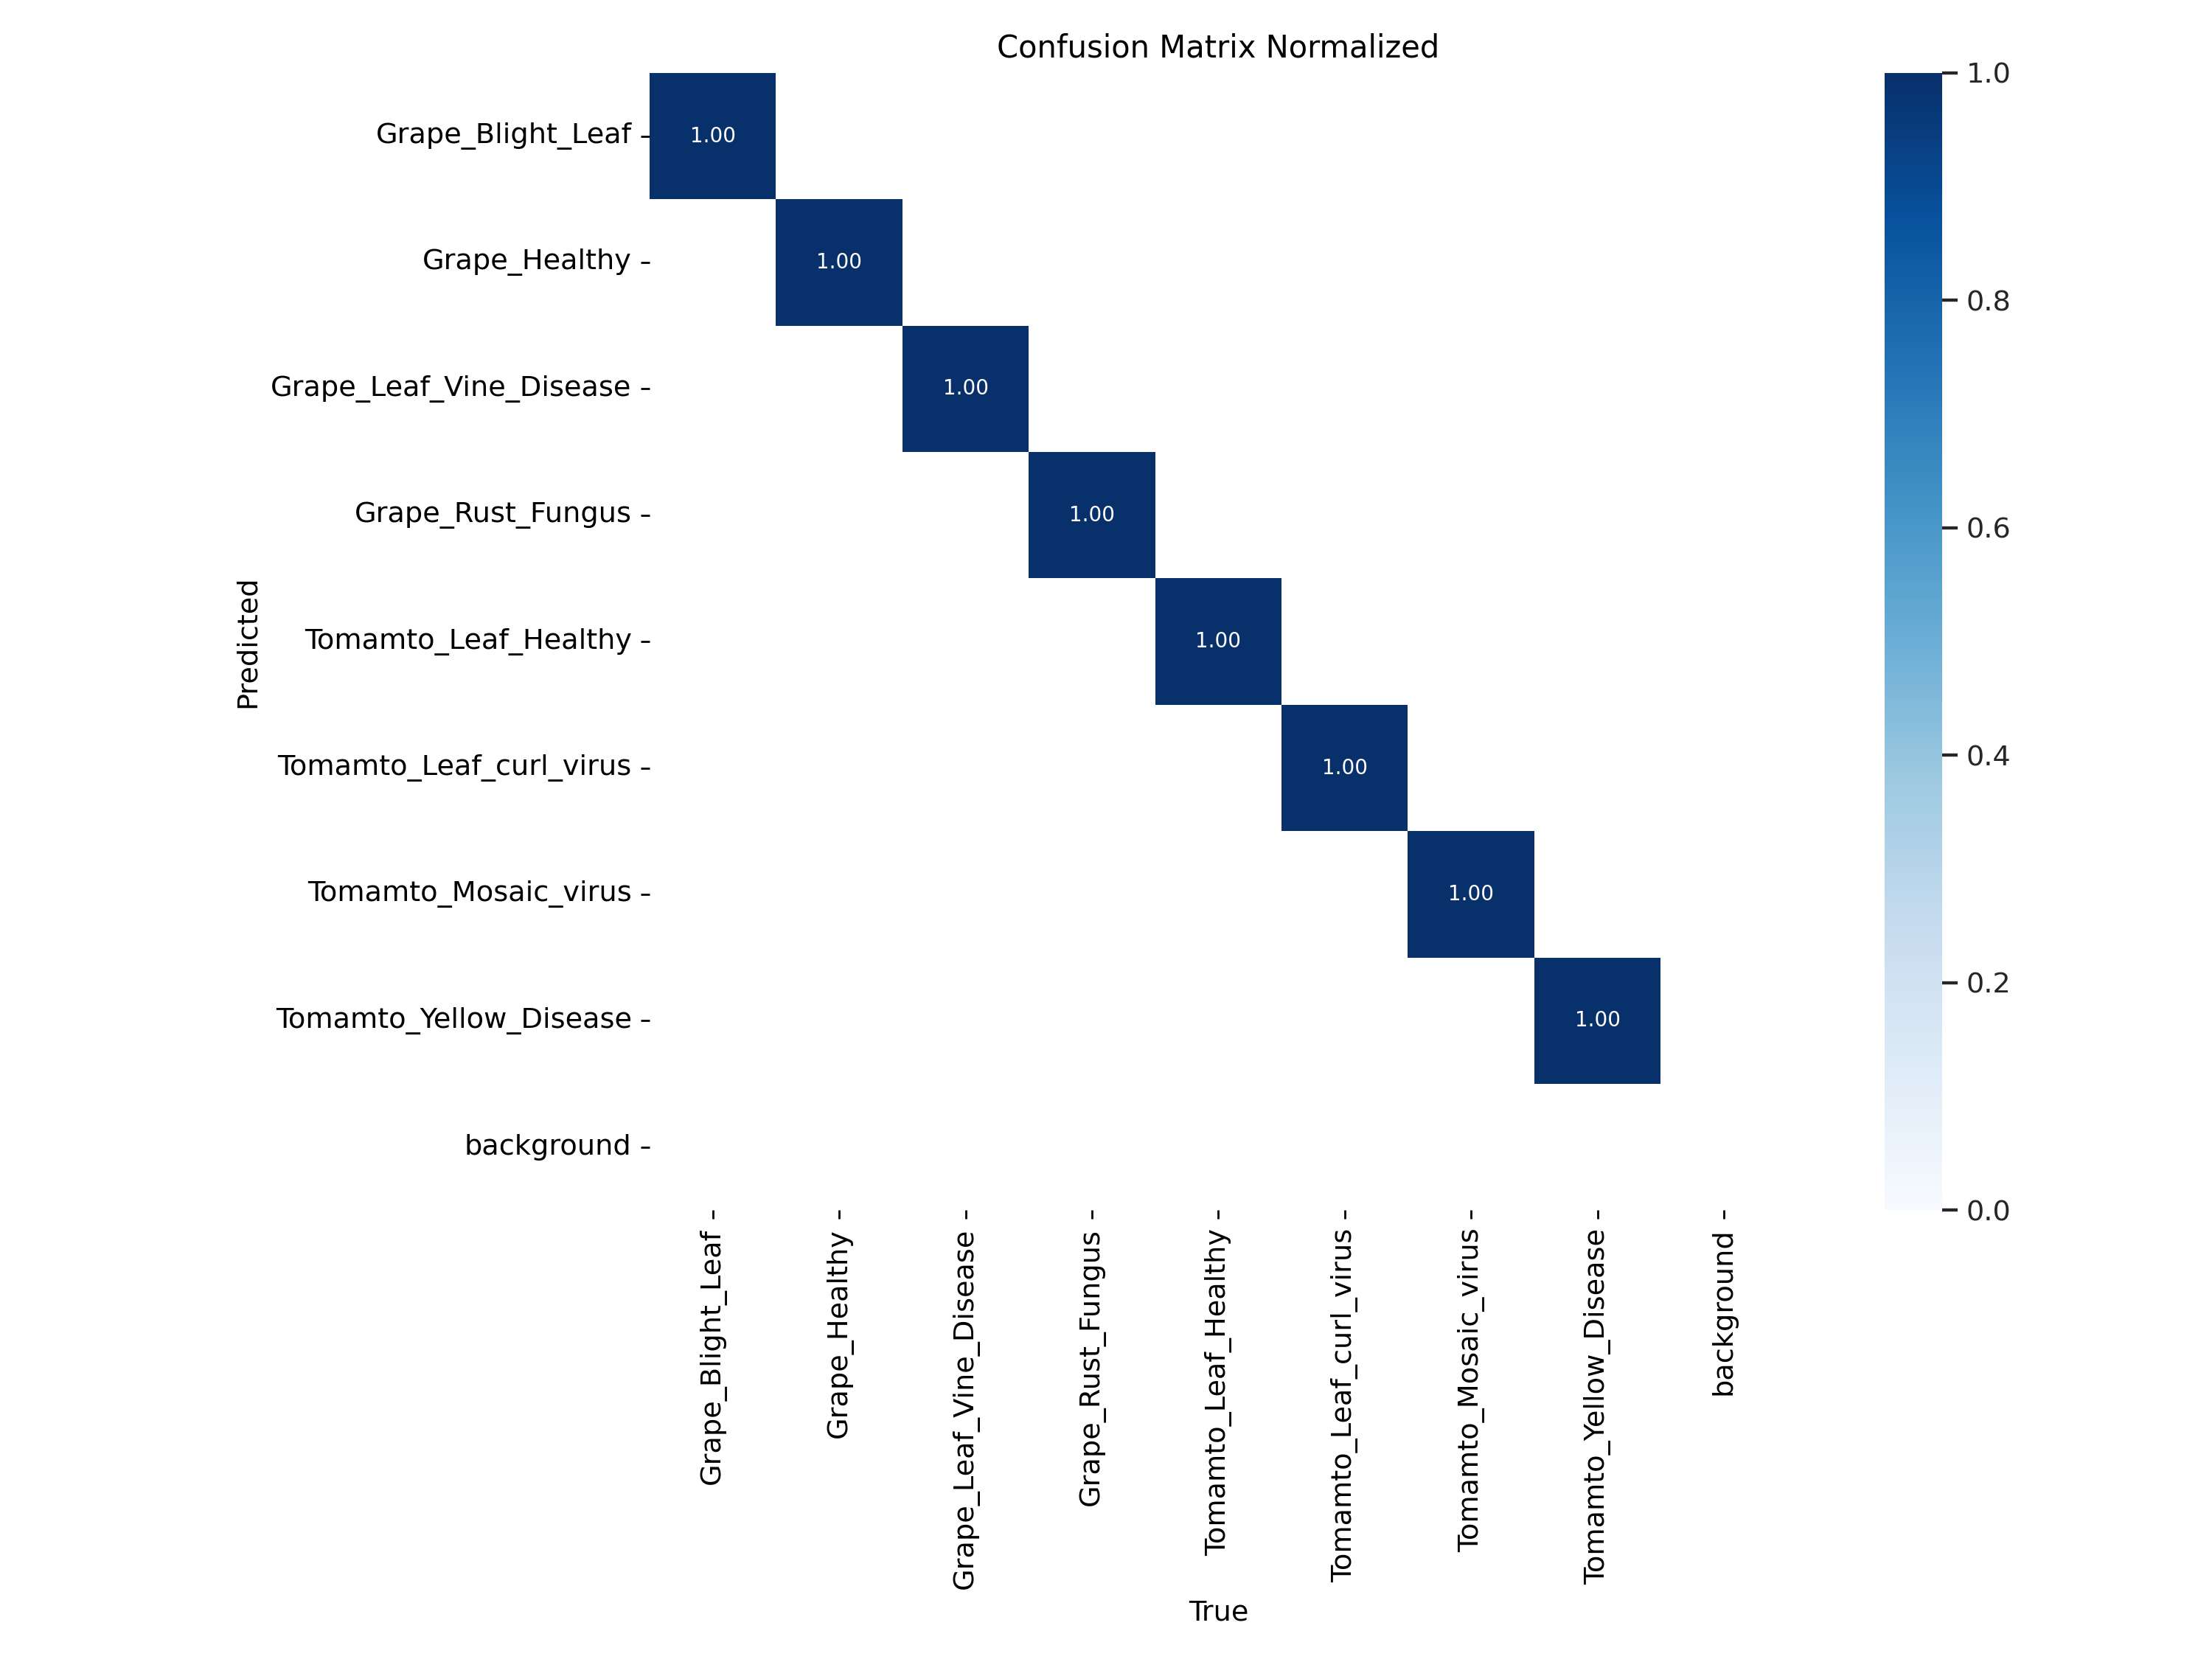 Confusion Matrix Normalized
Grape_Blight_Leaf
Grape_Healthy
Grape_Leaf_Vine_Disease
Grape_Rust_Fungus
Tomamto_Leaf_Healthy
Tomamto_Leaf_curl_virus
Tomamto_Mosaic_virus
Tomamto_Yellow_Disease
background
Predicted
1.00
1.00
1.00
1.00
1.00
1.00
1.00
1.00
1.0
0.8
0.6
0.4
0.2
0.0
Grape_Blight_Leaf
Grape_Healthy
Grape_Leaf_Vine_Disease
Grape_Rust_Fungus
Tomamto_Leaf_Healthy
Tomamto_Leaf_curl_virus
Tomamto_Mosaic_virus
Tomamto_Yellow_Disease
background
True